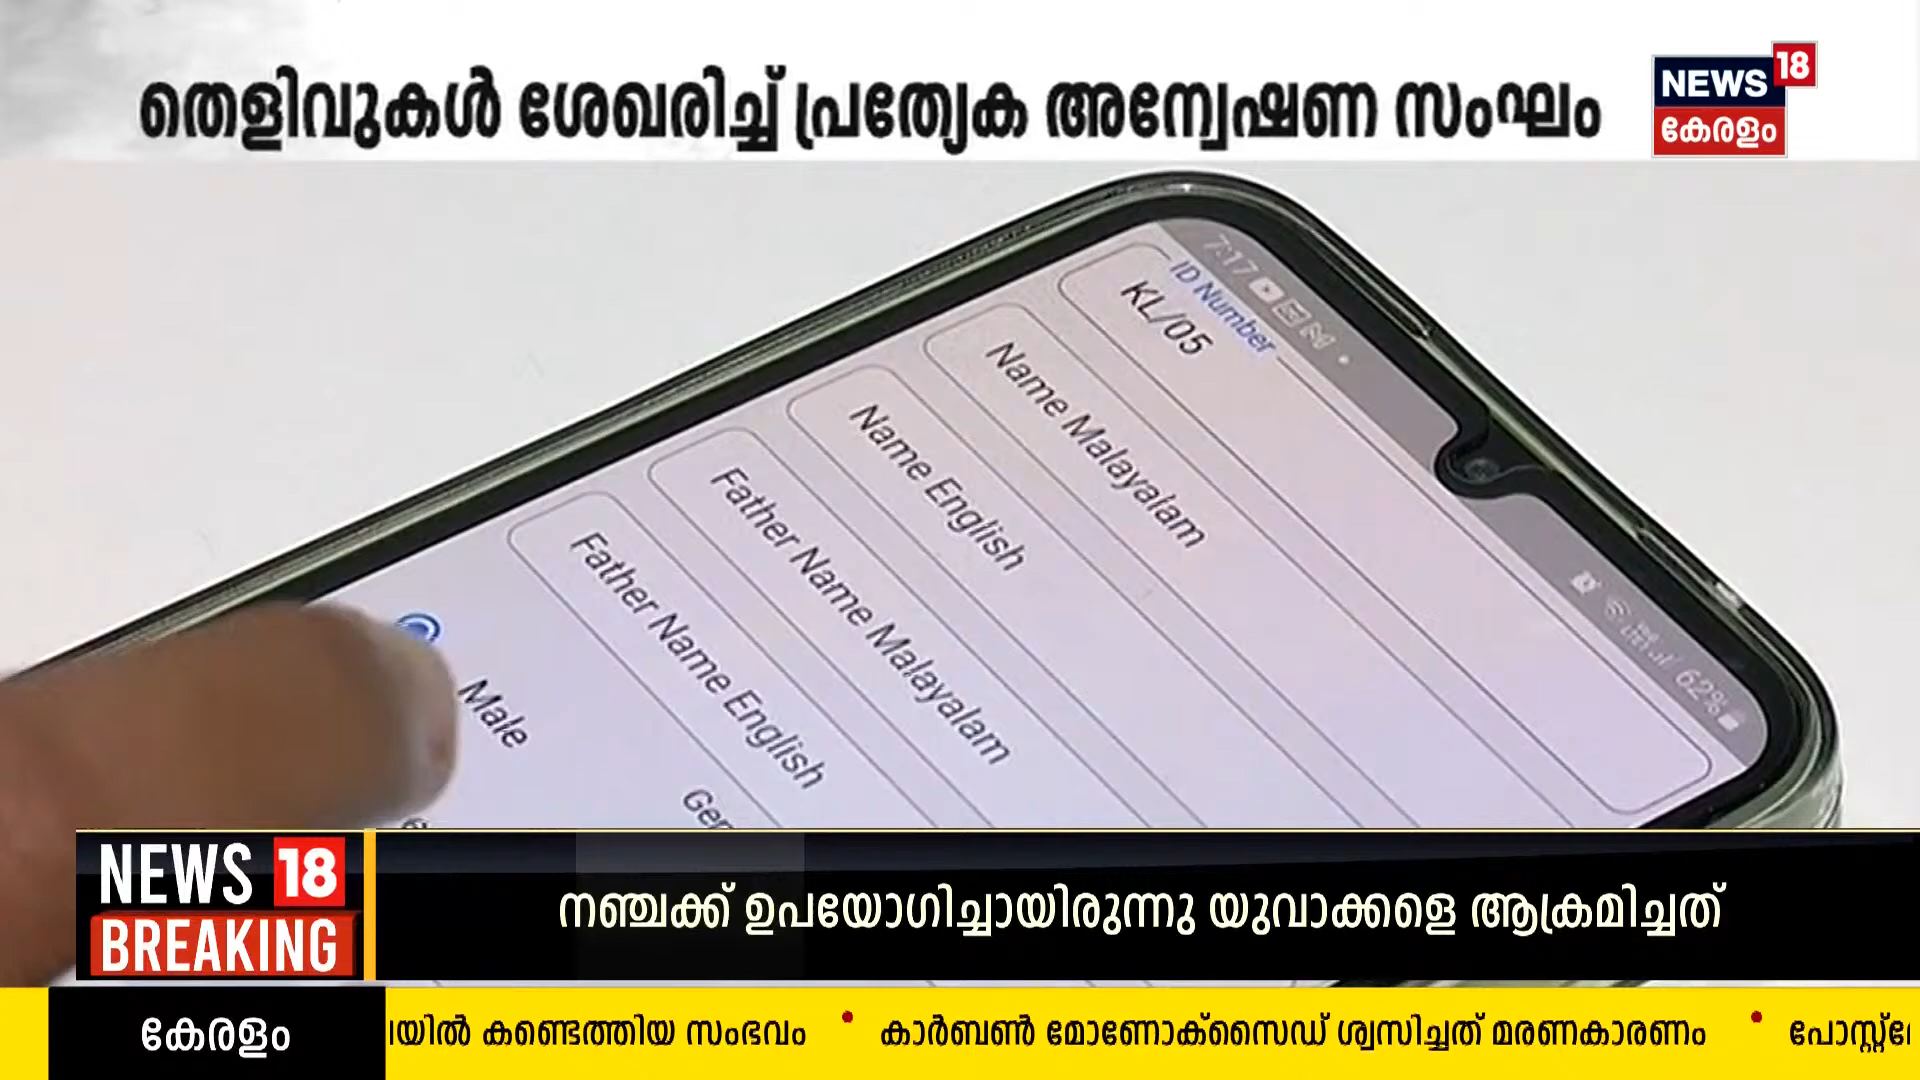 തെളിവുകൾ ശേഖരിച്ച് പ്രത്യേക അന്വേഷണ സംഘം
NEWS 18
കേരളം
7:17
62%
ID Number
KL/05
Name Malayalam
Name English
Father Name Malayalam
Father Name English
Male
Gen
NEWS 18
BREAKING
നഞ്ചക്ക് ഉപയോഗിച്ചായിരുന്നു യുവാക്കളെ ആക്രമിച്ചത്
കേരളം
യിൽ കണ്ടെത്തിയ സംഭവം • കാർബൺ മോണോക്സൈഡ് ശ്വസിച്ചത് മരണകാരണം •